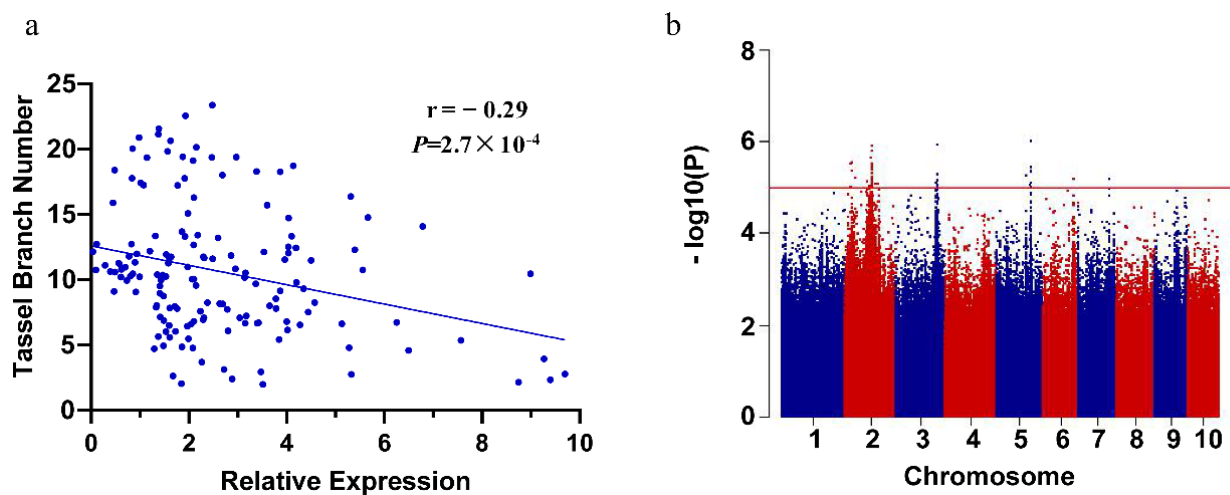 a
25
20
15
10
5
0
Tassel Branch Number
r = − 0.29
P=2.7×10-4
0 2 4 6 8 10
Relative Expression
b
8
6
4
2
0
- log10(P)
1 2 3 4 5 6 7 8 9 10
Chromosome